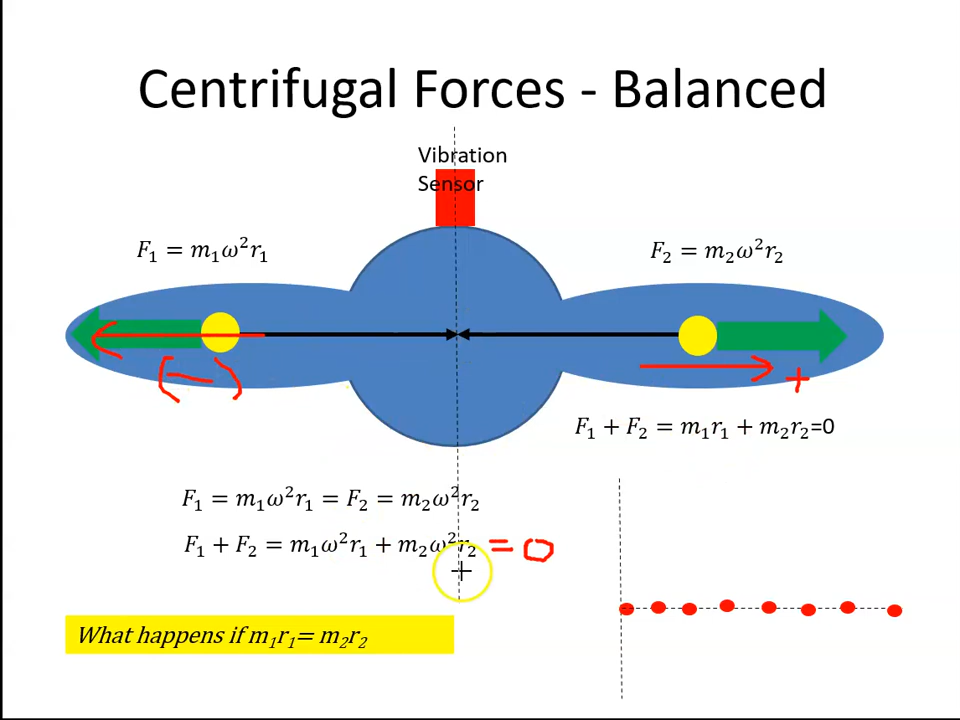 Centrifugal Forces - Balanced
Vibration
Sensor
F₁ = m₁ω²r₁
F₂ = m₂ω²r₂
(-)
+
F₁ + F₂ = m₁r₁ + m₂r₂=0
F₁ = m₁ω²r₁ = F₂ = m₂ω²r₂
F₁ + F₂ = m₁ω²r₁ + m₂ω²r₂ = 0
What happens if m₁r₁= m₂r₂